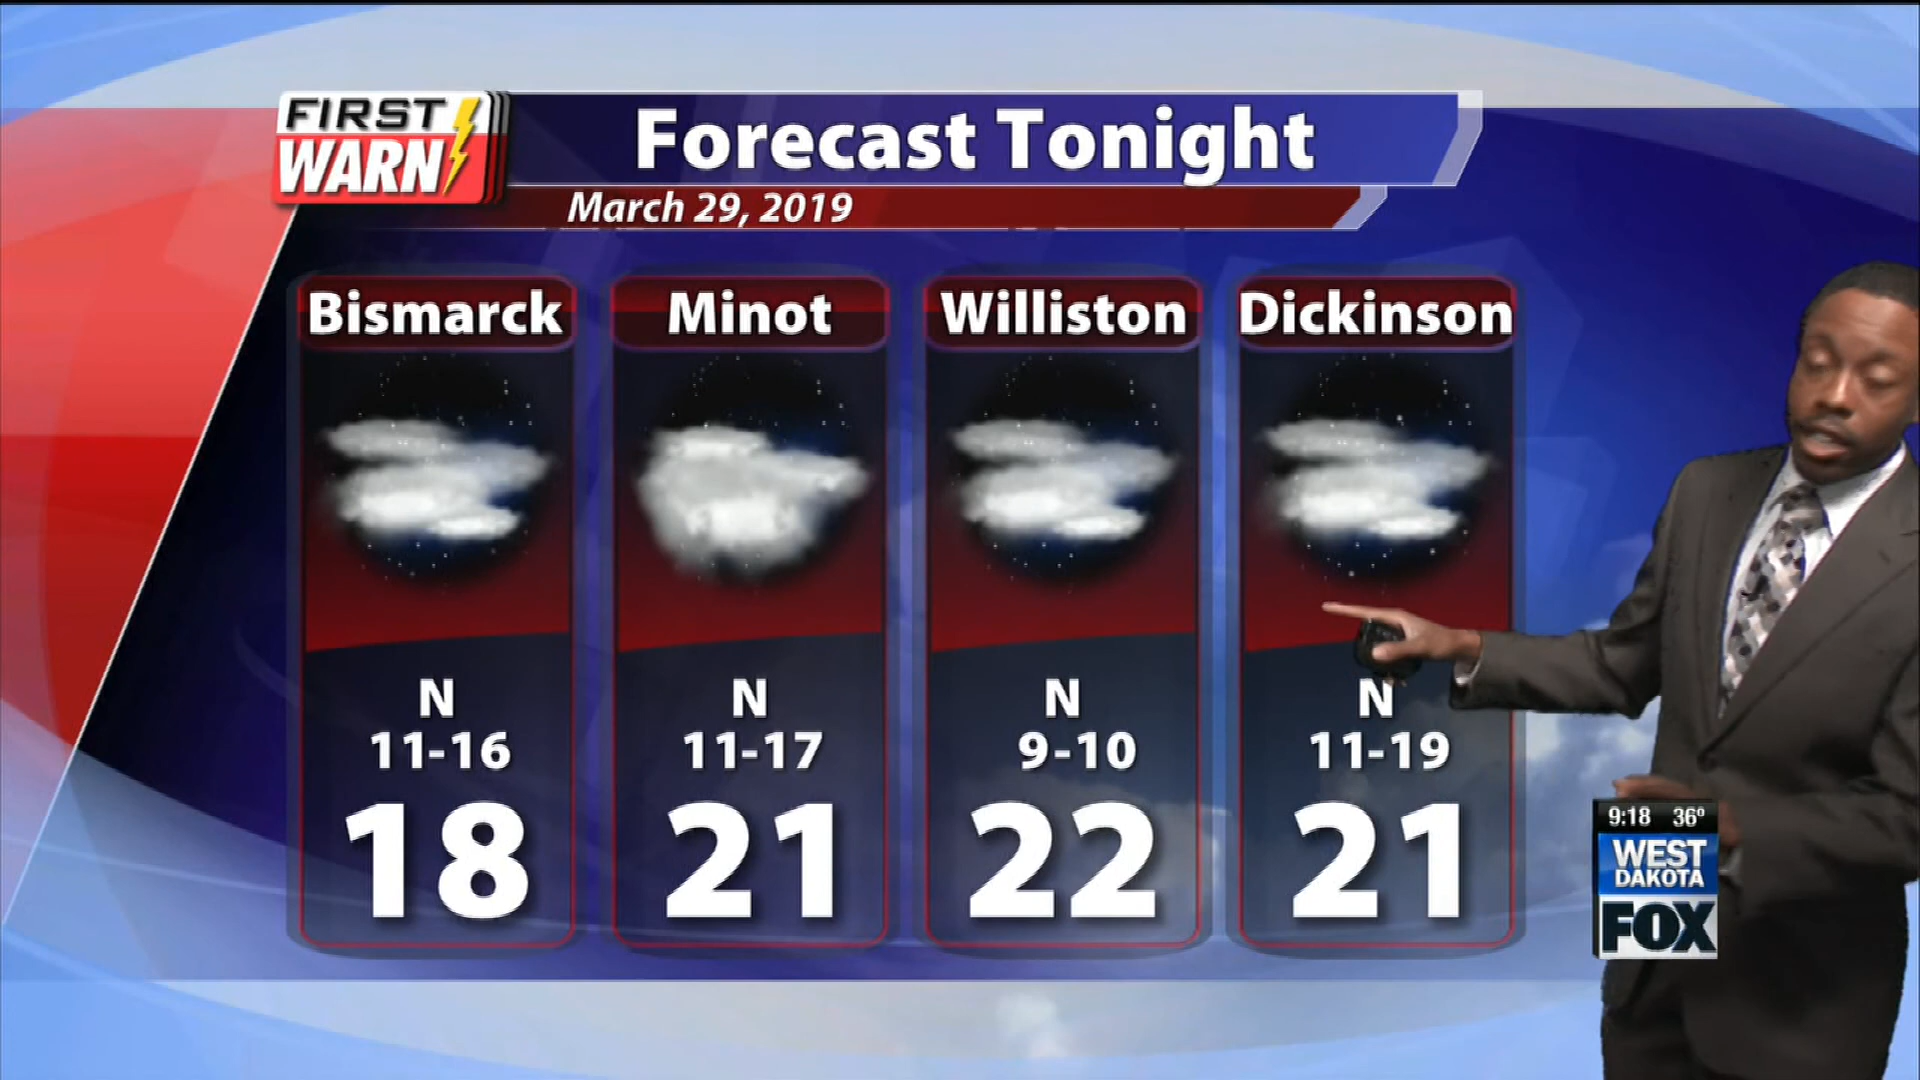 FIRST
WARN
Forecast Tonight
March 29, 2019
Bismarck
Minot
Williston
Dickinson
N
11-16
18
N
11-17
21
N
9-10
22
N
11-19
21
9:18 36°
WEST
DAKOTA
FOX